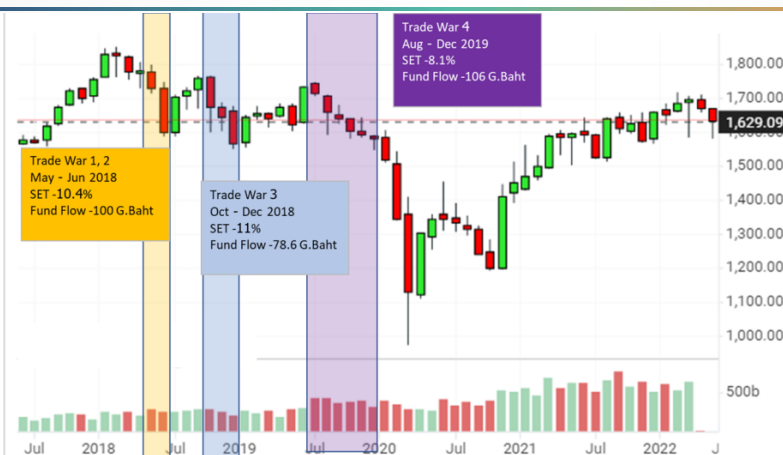 Trade War 4
Aug - Dec 2019
SET -8.1%
Fund Flow -106 G.Baht
1,800.00
1,700.00
1,629.09
Trade War 1, 2
May - Jun 2018
SET -10.4%
Fund Flow -100 G.Baht
Trade War 3
Oct - Dec 2018
SET -11%
Fund Flow -78.6 G.Baht
1,500.00
1,400.00
1,300.00
1,200.00
1,100.00
1,000.00
500b
Jul 2018 Jul 2019 Jul 2020 Jul 2021 Jul 2022